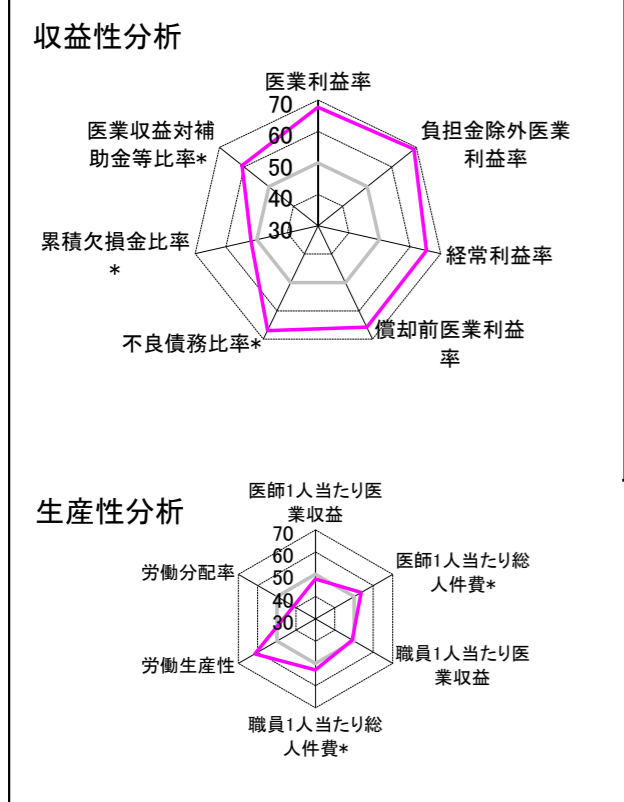 収益性分析
医業利益率
70
60
50
40
30
負担金除外医業
利益率
経常利益率
償却前医業利益
率
不良債務比率*
累積欠損金比率
*
医業収益対補
助金等比率*
生産性分析
医師1人当たり医
業収益
70
60
50
40
30
医師1人当たり総
人件費*
職員1人当たり医
業収益
職員1人当たり総
人件費*
労働生産性
労働分配率